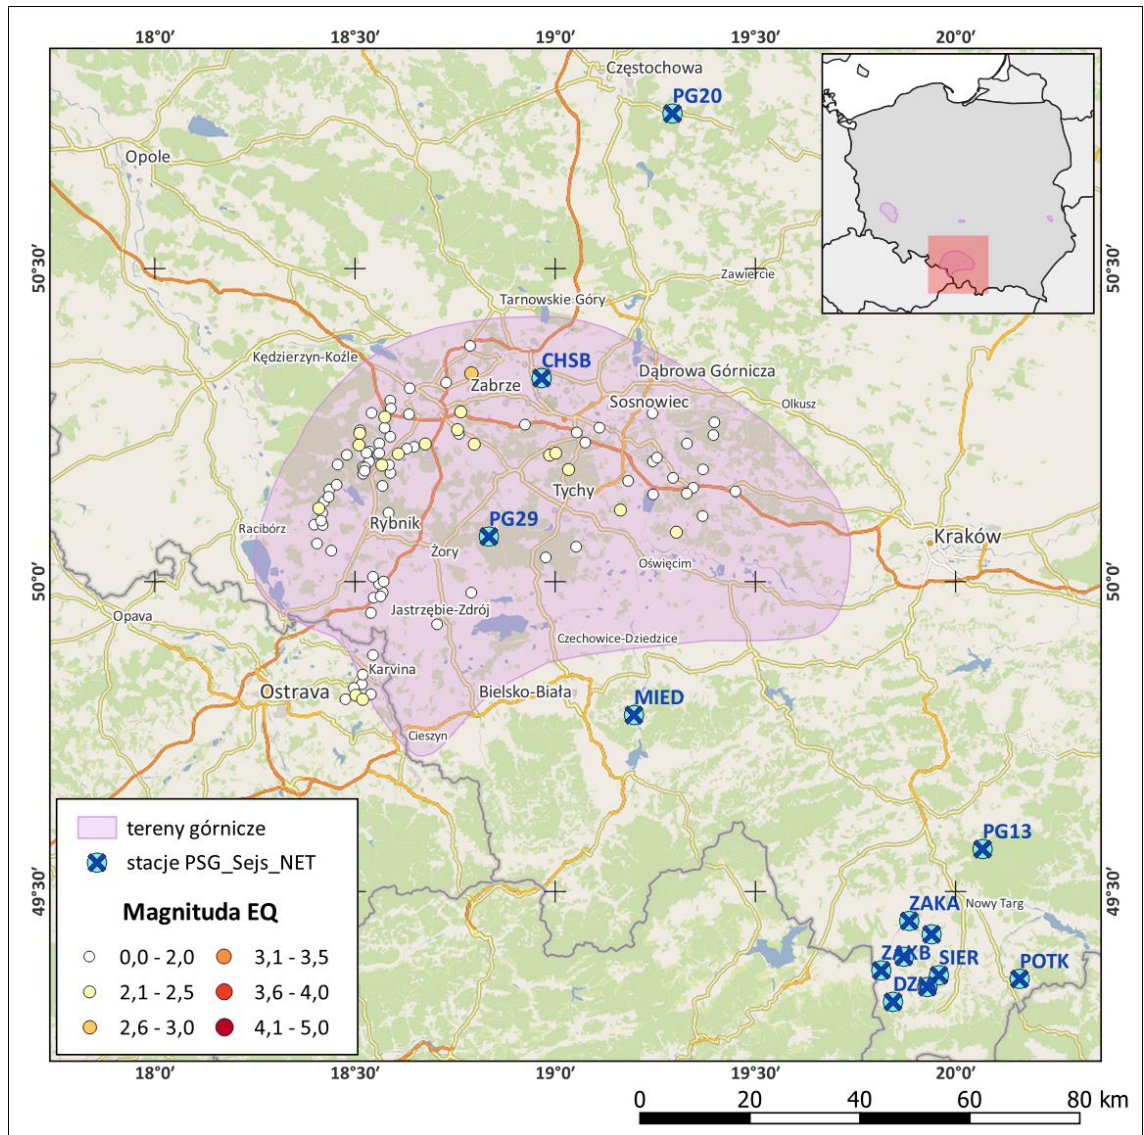 18°0′ 18°30′ 19°0′ 19°30′ 20°0′
Częstochowa
PG20
Opole
50°30′ 50°30′
Zawiercie
Tarnowskie Góry
Kędzierzyn-Koźle
CHSB
Dąbrowa Górnicza
Zabrze
Sosnowiec
Olkusz
Tychy
PG29
Rybnik
Racibórz
Kraków
Żory
Oświęcim
50°0′ 50°0′
Jastrzębie-Zdrój
Opava
Czechowice-Dziedzice
Karvina
Ostrava
Bielsko-Biała
MIED
Cieszyn
tereny górnicze
stacje PSG_Sejs_NET
PG13
49°30′ 49°30′
Magnituda EQ
ZAKA
Nowy Targ
0,0 - 2,0 3,1 - 3,5
ZAKB
SIER
POTK
2,1 - 2,5 3,6 - 4,0
2,6 - 3,0 4,1 - 5,0
18°0′ 18°30′ 19°0′ 19°30′ 20°0′
0 20 40 60 80 km